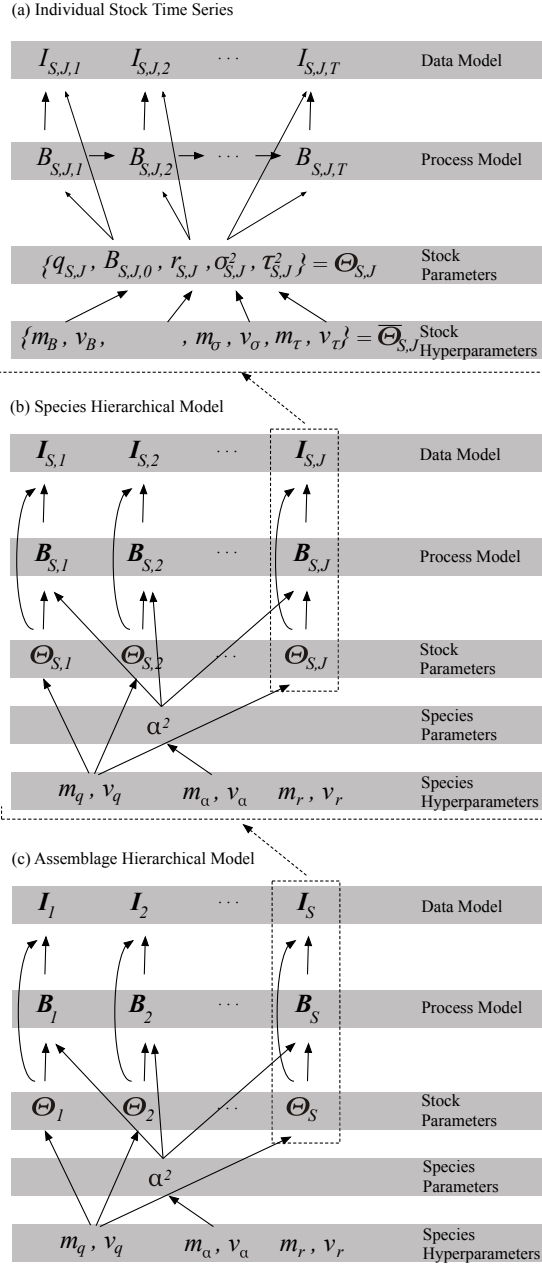 (a) Individual Stock Time Series
I_{S,J,1} I_{S,J,2} · · · I_{S,J,T} Data Model
B_{S,J,1} B_{S,J,2} · · · B_{S,J,T} Process Model
{q_{S,J}, B_{S,J,0}, r_{S,J}, σ²_{S,J}, τ²_{S,J}} = Θ_{S,J} Stock Parameters
{m_B, v_B, , m_σ, v_σ, m_τ, v_τ} = \overline{Θ}_{S,J} Stock Hyperparameters
(b) Species Hierarchical Model
I_{S,1} I_{S,2} · · · I_{S,J} Data Model
B_{S,1} B_{S,2} · · · B_{S,J} Process Model
Θ_{S,1} Θ_{S,2} · · · Θ_{S,J} Stock Parameters
α² Species Parameters
m_q, v_q m_α, v_α m_r, v_r Species Hyperparameters
(c) Assemblage Hierarchical Model
I_1 I_2 · · · I_S Data Model
B_1 B_2 · · · B_S Process Model
Θ_1 Θ_2 · · · Θ_S Stock Parameters
α² Species Parameters
m_q, v_q m_α, v_α m_r, v_r Species Hyperparameters